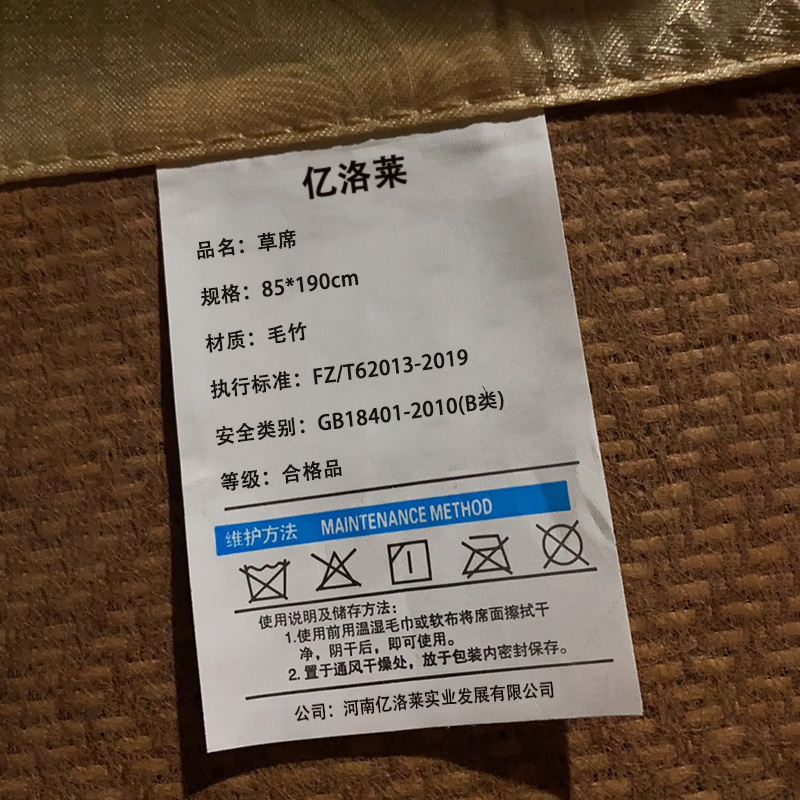 亿洛莱
品名：草席
规格：85*190cm
材质：毛竹
执行标准：FZ/T62013-2019
安全类别：GB18401-2010(B类)
等级：合格品
维护方法 MAINTENANCE METHOD
使用说明及储存方法：
1.使用前用温湿毛巾或软布将席面擦拭干
净，阴干后，即可使用。
2.置于通风干燥处，放于包装内密封保存。
公司：河南亿洛莱实业发展有限公司